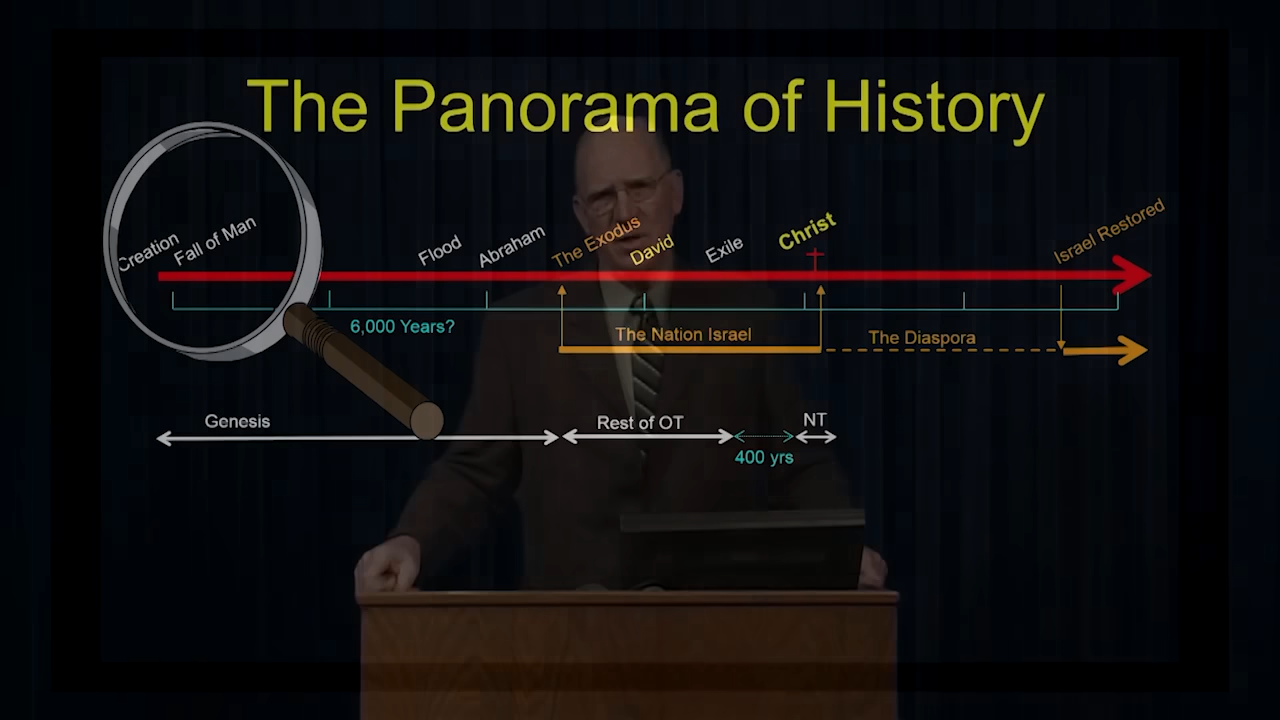 The Panorama of History
Creation
Fall of Man
Flood
Abraham
The Exodus
David
Exile
Christ
Israel Restored
6,000 Years?
The Nation Israel
The Diaspora
Genesis
Rest of OT
NT
400 yrs